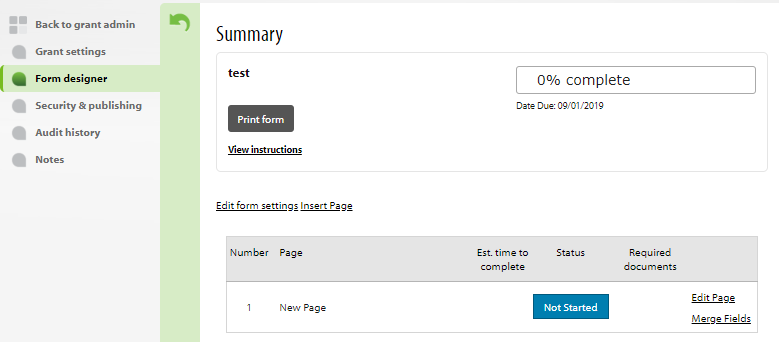 Back to grant admin
Grant settings
Form designer
Security & publishing
Audit history
Notes
Summary
test
0% complete
Date Due: 09/01/2019
Print form
View instructions
Edit form settings Insert Page
Number Page Est. time to complete Status Required documents
1 New Page Not Started Edit Page
Merge Fields